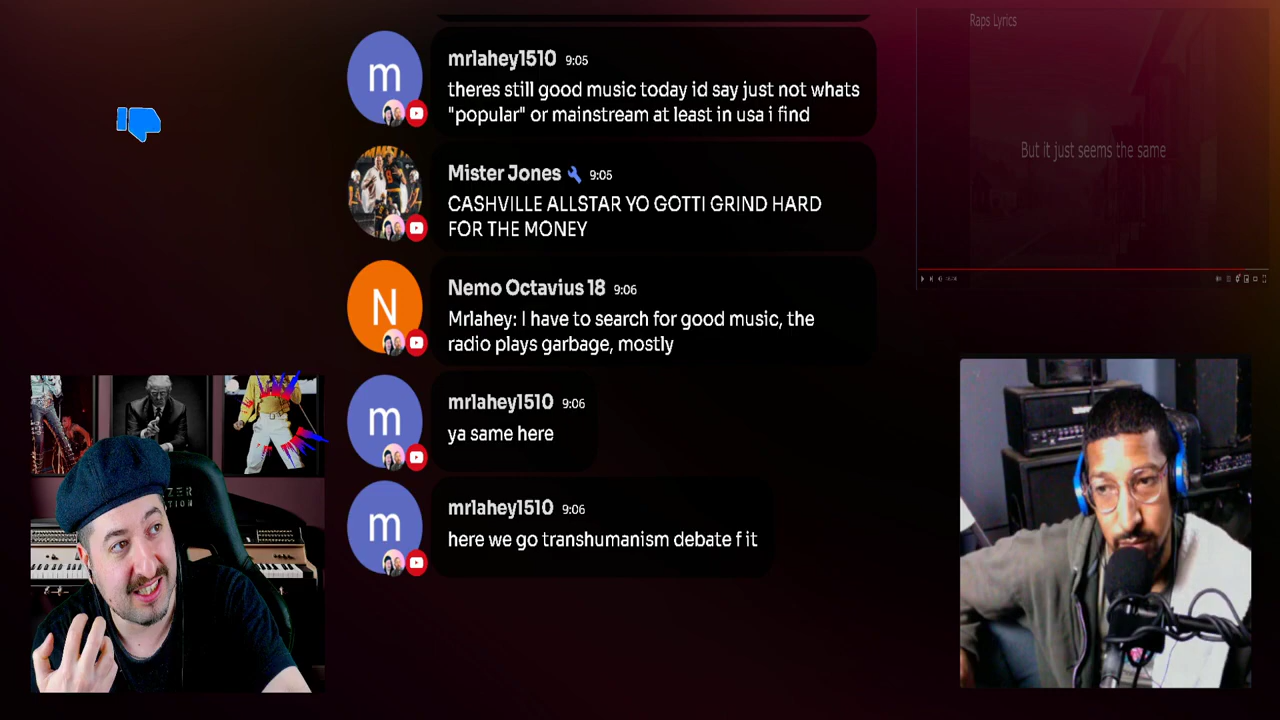 Raps Lyrics
But it just seems the same
mrlahey1510 9:05
theres still good music today id say just not whats
"popular" or mainstream at least in usa i find
Mister Jones 9:05
CASHVILLE ALLSTAR YO GOTTI GRIND HARD
FOR THE MONEY
N
Nemo Octavius 18 9:06
Mrlahey: I have to search for good music, the
radio plays garbage, mostly
m
mrlahey1510 9:06
ya same here
m
mrlahey1510 9:06
here we go transhumanism debate f it
m